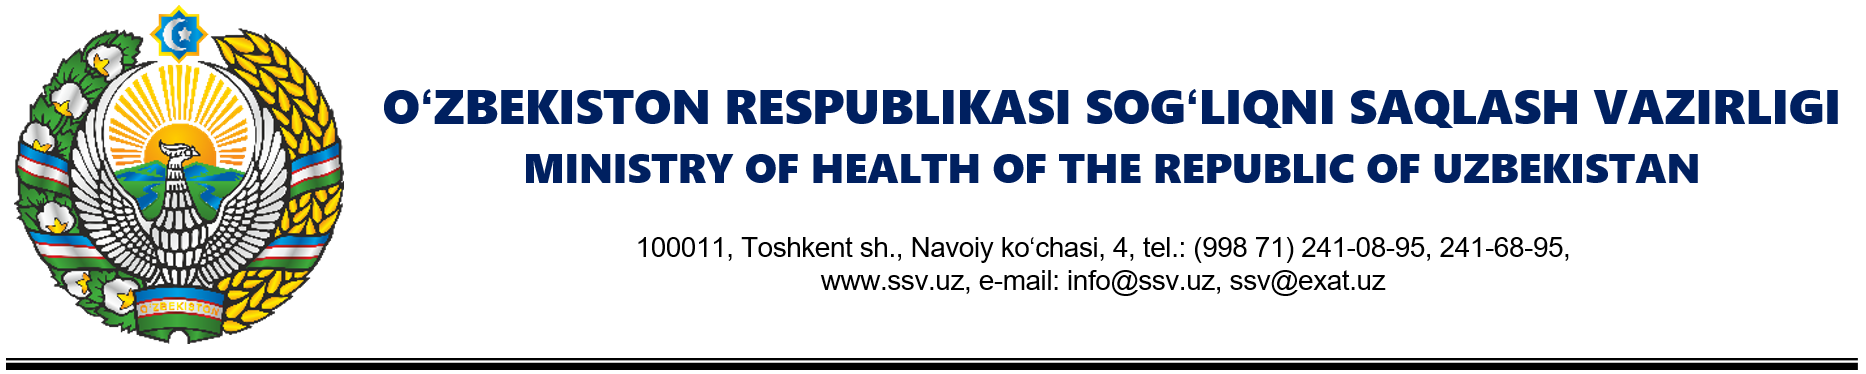 O‘ZBEKISTON RESPUBLIKASI SOG‘LIQNI SAQLASH VAZIRLIGI
MINISTRY OF HEALTH OF THE REPUBLIC OF UZBEKISTAN
100011, Toshkent sh., Navoiy ko‘chasi, 4, tel.: (998 71) 241-08-95, 241-68-95,
www.ssv.uz, e-mail: info@ssv.uz, ssv@exat.uz
O‘ZBEKISTON